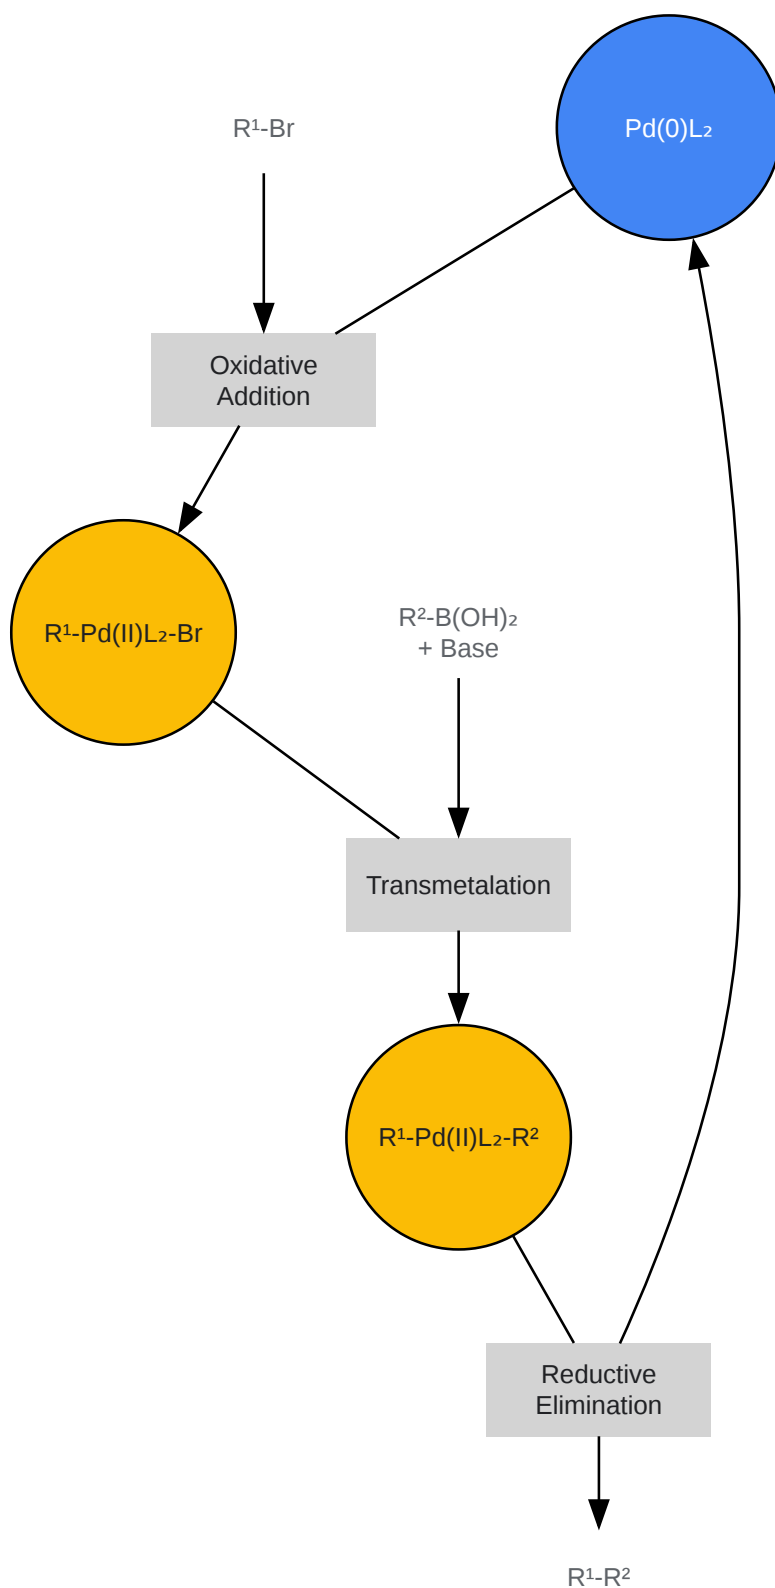 R¹-Br
Pd(0)L₂
Oxidative
Addition
R¹-Pd(II)L₂-Br
R²-B(OH)₂
+ Base
Transmetalation
R¹-Pd(II)L₂-R²
Reductive
Elimination
R¹-R²